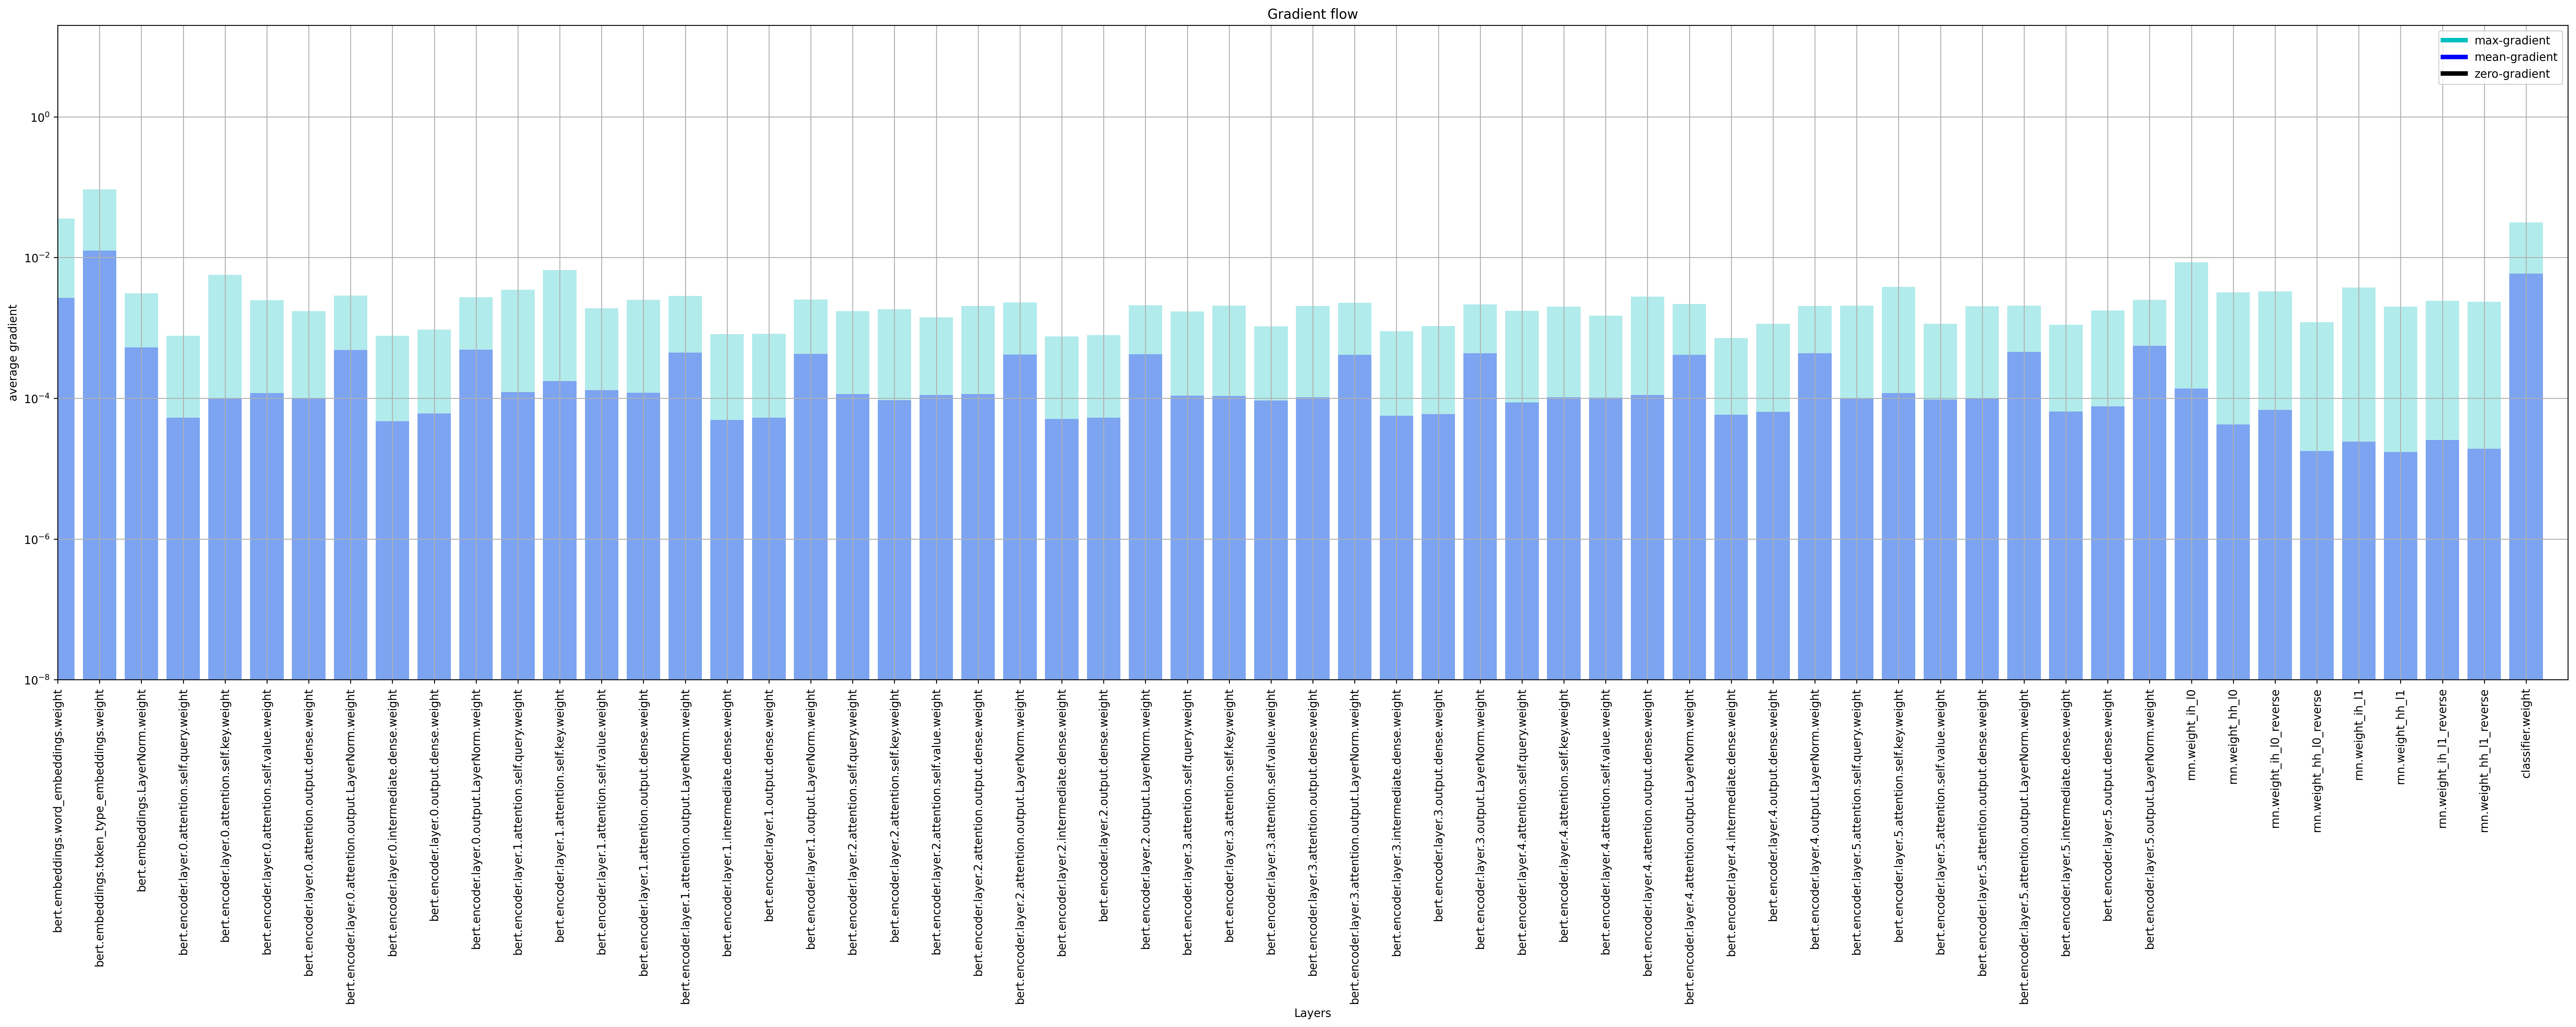 Gradient flow
max-gradient
mean-gradient
zero-gradient
average gradient
10⁰
10⁻²
10⁻⁴
10⁻⁶
10⁻⁸
bert.embeddings.word_embeddings.weight
bert.embeddings.token_type_embeddings.weight
bert.embeddings.LayerNorm.weight
bert.encoder.layer.0.attention.self.query.weight
bert.encoder.layer.0.attention.self.key.weight
bert.encoder.layer.0.attention.self.value.weight
bert.encoder.layer.0.attention.output.dense.weight
bert.encoder.layer.0.attention.output.LayerNorm.weight
bert.encoder.layer.0.intermediate.dense.weight
bert.encoder.layer.0.output.dense.weight
bert.encoder.layer.0.output.LayerNorm.weight
bert.encoder.layer.1.attention.self.query.weight
bert.encoder.layer.1.attention.self.key.weight
bert.encoder.layer.1.attention.self.value.weight
bert.encoder.layer.1.attention.output.dense.weight
bert.encoder.layer.1.attention.output.LayerNorm.weight
bert.encoder.layer.1.intermediate.dense.weight
bert.encoder.layer.1.output.dense.weight
bert.encoder.layer.1.output.LayerNorm.weight
bert.encoder.layer.2.attention.self.query.weight
bert.encoder.layer.2.attention.self.key.weight
bert.encoder.layer.2.attention.self.value.weight
bert.encoder.layer.2.attention.output.dense.weight
bert.encoder.layer.2.attention.output.LayerNorm.weight
bert.encoder.layer.2.intermediate.dense.weight
bert.encoder.layer.2.output.dense.weight
bert.encoder.layer.2.output.LayerNorm.weight
bert.encoder.layer.3.attention.self.query.weight
bert.encoder.layer.3.attention.self.key.weight
bert.encoder.layer.3.attention.self.value.weight
bert.encoder.layer.3.attention.output.dense.weight
bert.encoder.layer.3.attention.output.LayerNorm.weight
bert.encoder.layer.3.intermediate.dense.weight
bert.encoder.layer.3.output.dense.weight
bert.encoder.layer.3.output.LayerNorm.weight
bert.encoder.layer.4.attention.self.query.weight
bert.encoder.layer.4.attention.self.key.weight
bert.encoder.layer.4.attention.self.value.weight
bert.encoder.layer.4.attention.output.dense.weight
bert.encoder.layer.4.attention.output.LayerNorm.weight
bert.encoder.layer.4.intermediate.dense.weight
bert.encoder.layer.4.output.dense.weight
bert.encoder.layer.4.output.LayerNorm.weight
bert.encoder.layer.5.attention.self.query.weight
bert.encoder.layer.5.attention.self.key.weight
bert.encoder.layer.5.attention.self.value.weight
bert.encoder.layer.5.attention.output.dense.weight
bert.encoder.layer.5.attention.output.LayerNorm.weight
bert.encoder.layer.5.intermediate.dense.weight
bert.encoder.layer.5.output.dense.weight
bert.encoder.layer.5.output.LayerNorm.weight
rnn.weight_ih_l0
rnn.weight_hh_l0
rnn.weight_ih_l0_reverse
rnn.weight_hh_l0_reverse
rnn.weight_ih_l1
rnn.weight_hh_l1
rnn.weight_ih_l1_reverse
rnn.weight_hh_l1_reverse
classifier.weight
Layers